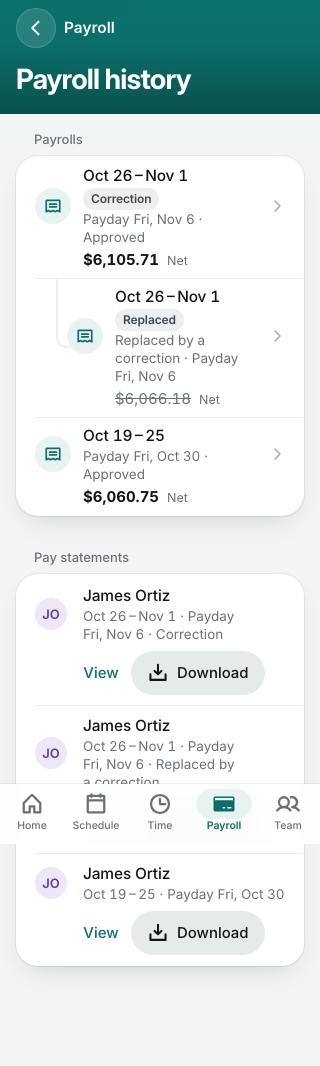 Payroll
Payroll history
Payrolls
Oct 26 – Nov 1
Correction
Payday Fri, Nov 6 ·
Approved
$6,105.71 Net
Oct 26 – Nov 1
Replaced
Replaced by a
correction · Payday
Fri, Nov 6
$6,066.18 Net
Oct 19 – 25
Payday Fri, Oct 30 ·
Approved
$6,060.75 Net
Pay statements
JO
James Ortiz
Oct 26 – Nov 1 · Payday
Fri, Nov 6 · Correction
View
Download
JO
James Ortiz
Oct 26 – Nov 1 · Payday
Fri, Nov 6 · Replaced by
a correction
Home
Schedule
Time
Payroll
Team
JO
James Ortiz
Oct 19 – 25 · Payday Fri, Oct 30
View
Download